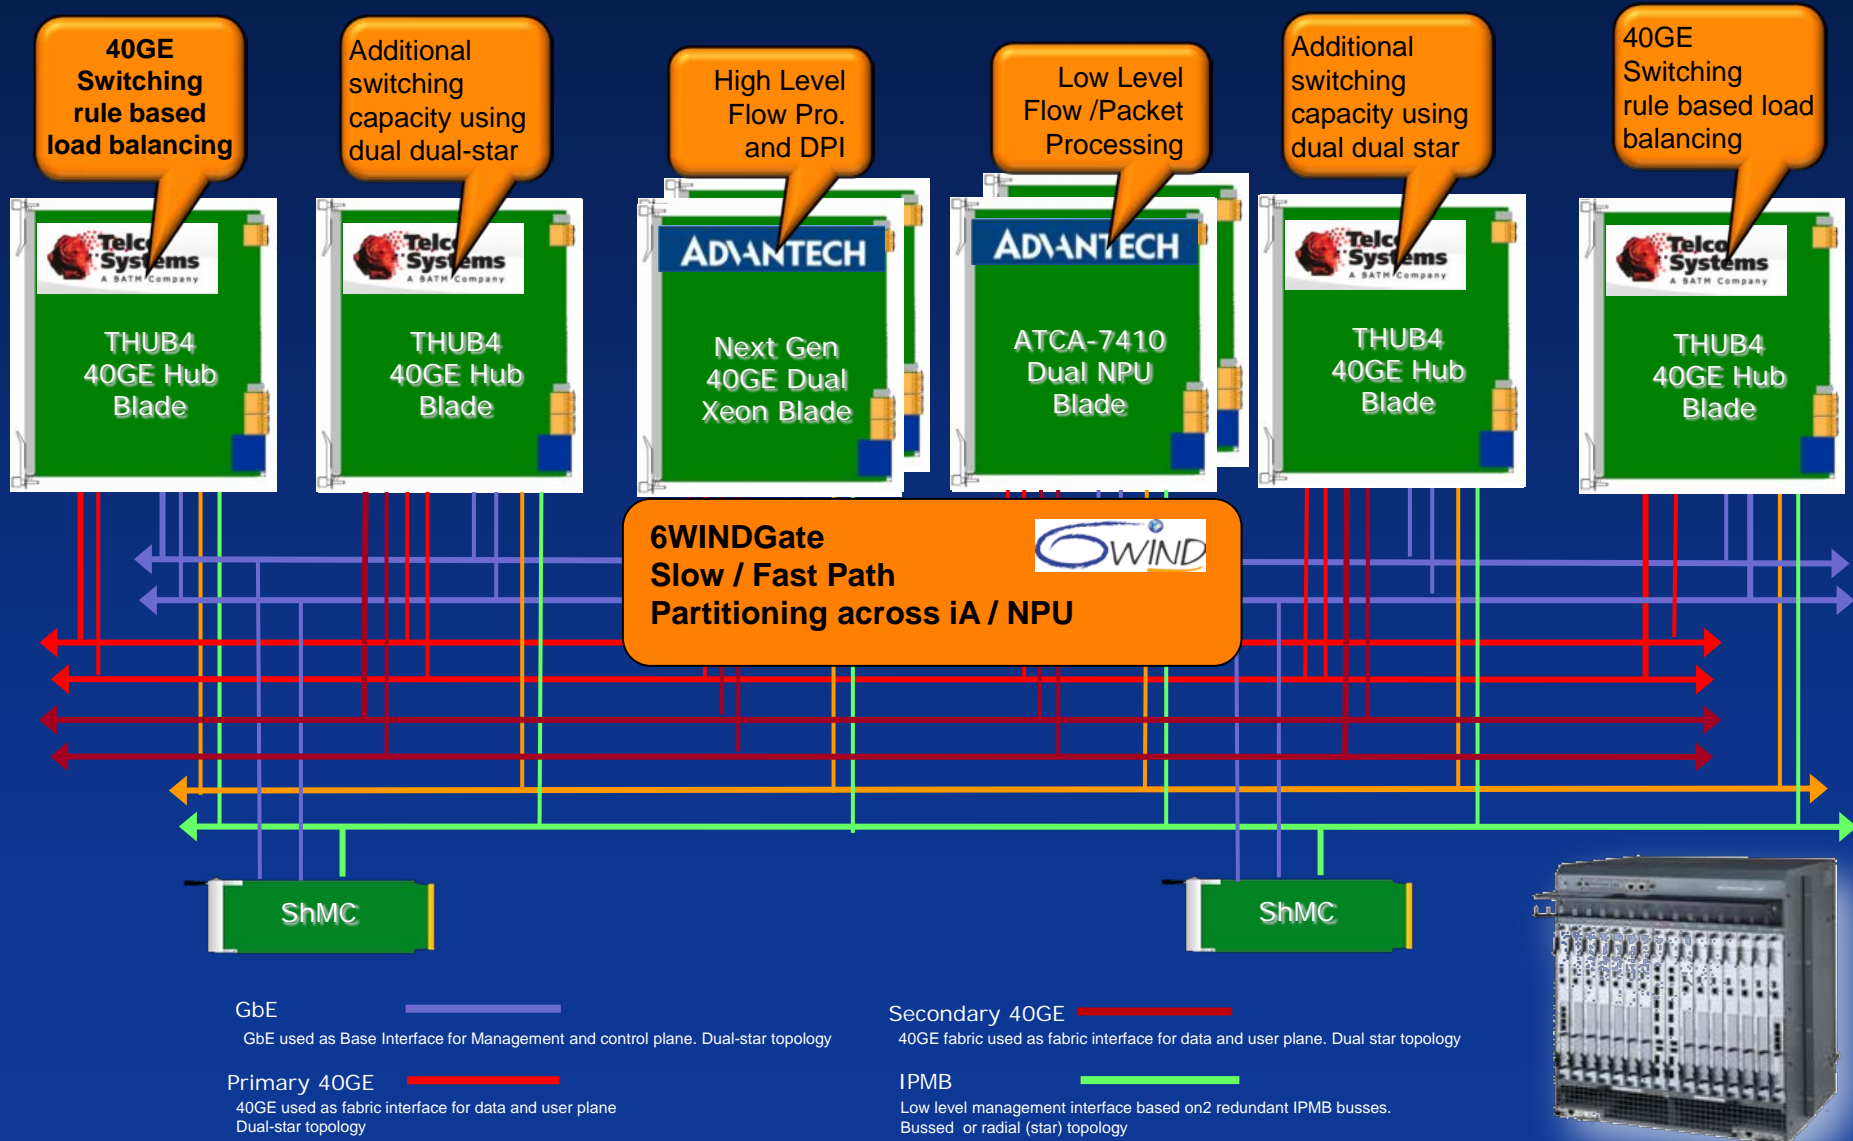 40GE
Switching
rule based
load balancing
Additional
switching
capacity using
dual dual-star
High Level
Flow Pro.
and DPI
Low Level
Flow /Packet
Processing
Additional
switching
capacity using
dual dual star
40GE
Switching
rule based load
balancing
Telco
Systems
A BATM Company
THUB4
40GE Hub
Blade
Telco
Systems
A BATM Company
THUB4
40GE Hub
Blade
ADVANTECH
Next Gen
40GE Dual
Xeon Blade
ADVANTECH
ATCA-7410
Dual NPU
Blade
Telco
Systems
A BATM Company
THUB4
40GE Hub
Blade
Telco
Systems
A BATM Company
THUB4
40GE Hub
Blade
6WINDGate
Slow / Fast Path
Partitioning across iA / NPU
6WIND
ShMC
ShMC
GbE
GbE used as Base Interface for Management and control plane. Dual-star topology
Primary 40GE
40GE used as fabric interface for data and user plane
Dual-star topology
Secondary 40GE
40GE fabric used as fabric interface for data and user plane. Dual star topology
IPMB
Low level management interface based on2 redundant IPMB busses.
Bussed or radial (star) topology